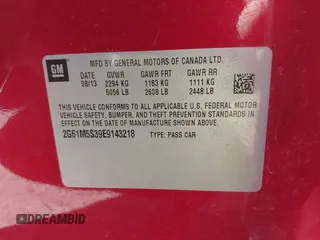 GM
MFD BY GENERAL MOTORS OF CANADA LTD.
08/13 GVWR GAWR FRT GAWR RR
2294 KG 1183 KG 1111 KG
5056 LB 2608 LB 2448 LB
THIS VEHICLE CONFORMS TO ALL APPLICABLE U.S. FEDERAL MOTOR
VEHICLE SAFETY, BUMPER, AND THEFT PREVENTION STANDARDS IN
EFFECT ON THE DATE OF MANUFACTURE SHOWN ABOVE.
2G61M5S39E9143218 TYPE: PASS CAR
DREAMBID